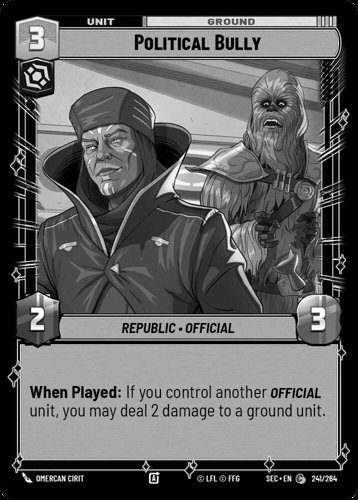 UNIT
GROUND
3
POLITICAL BULLY
2
3
REPUBLIC • OFFICIAL
When Played: If you control another OFFICIAL
unit, you may deal 2 damage to a ground unit.
OMERCAN CIRIT
© LFL © FFG
SEC • EN C 241/264